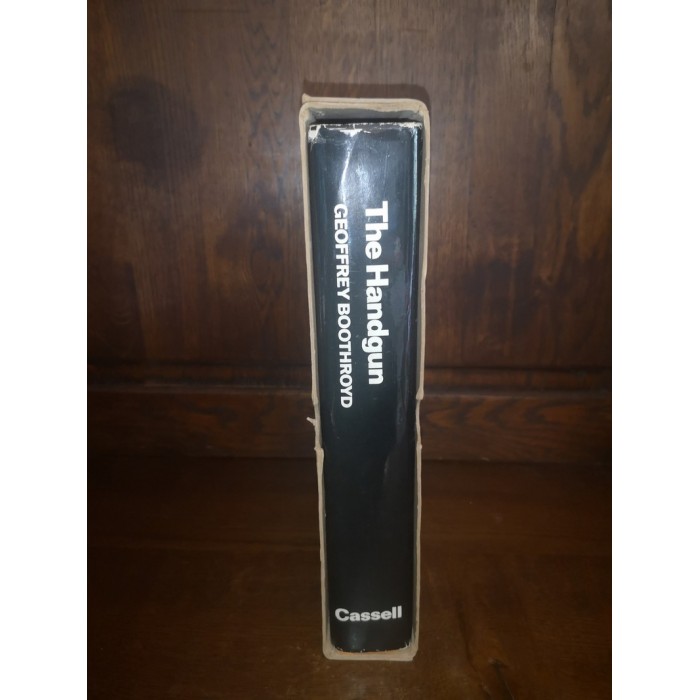 The Handgun
GEOFFREY BOOTHROYD
Cassell